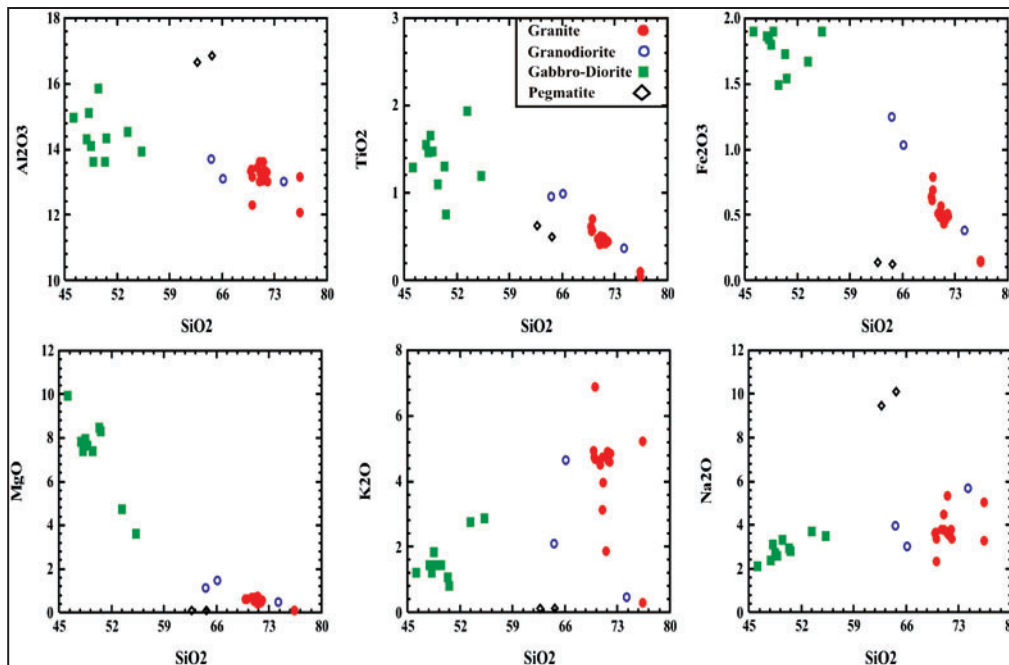 Al2O3
18
16
14
12
10
45 52 59 66 73 80
SiO2
TiO2
3
2
1
0
45 52 59 66 73 80
SiO2
Granite
Granodiorite
Gabbro-Diorite
Pegmatite
Fe2O3
2.0
1.5
1.0
0.5
0.0
45 52 59 66 73 80
SiO2
MgO
12
10
8
6
4
2
0
45 52 59 66 73 80
SiO2
K2O
8
6
4
2
0
45 52 59 66 73 80
SiO2
Na2O
12
10
8
6
4
2
0
45 52 59 66 73 80
SiO2